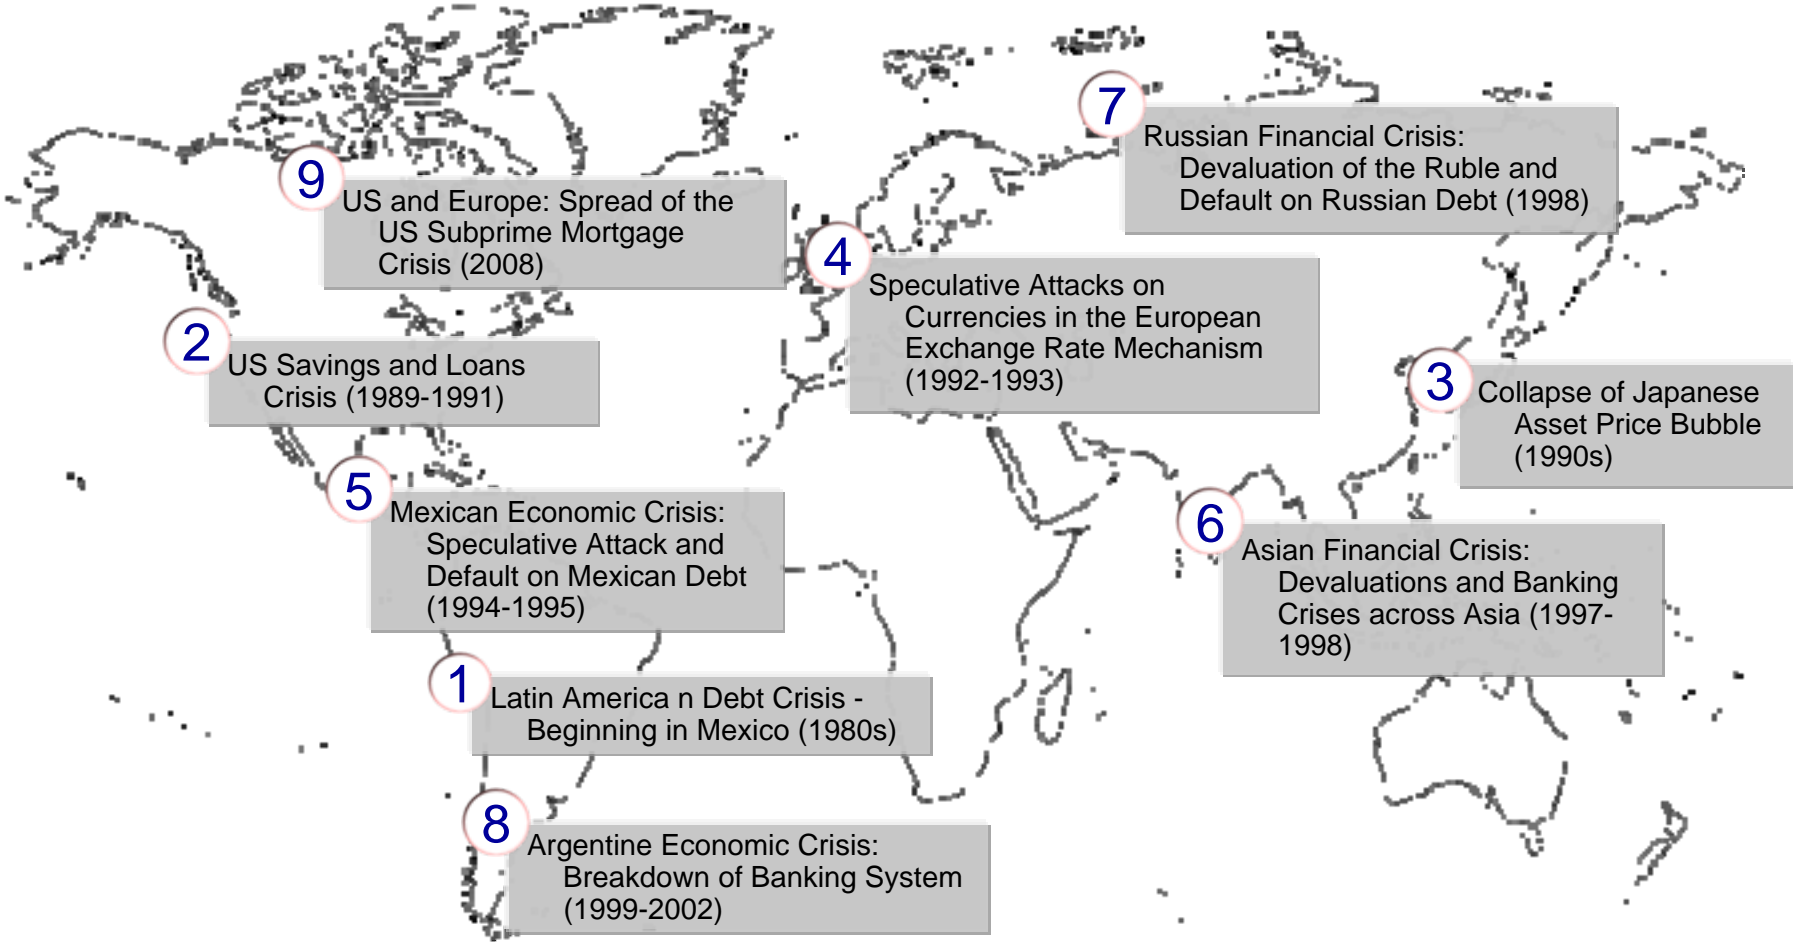 7
Russian Financial Crisis:
Devaluation of the Ruble and
Default on Russian Debt (1998)
9
US and Europe: Spread of the
US Subprime Mortgage
Crisis (2008)
4
Speculative Attacks on
Currencies in the European
Exchange Rate Mechanism
(1992-1993)
2
US Savings and Loans
Crisis (1989-1991)
3
Collapse of Japanese
Asset Price Bubble
(1990s)
5
Mexican Economic Crisis:
Speculative Attack and
Default on Mexican Debt
(1994-1995)
6
Asian Financial Crisis:
Devaluations and Banking
Crises across Asia (1997-
1998)
1
Latin America n Debt Crisis -
Beginning in Mexico (1980s)
8
Argentine Economic Crisis:
Breakdown of Banking System
(1999-2002)